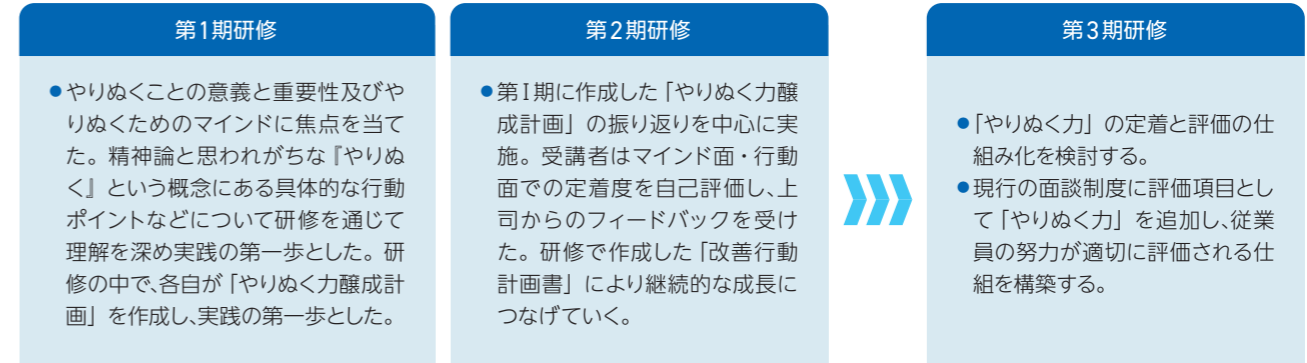 第1期研修
●やりぬくことの意義と重要性及びや
りぬくためのマインドに焦点を当て
た。精神論と思われがちな『やりぬ
く』という概念にある具体的な行動
ポイントなどについて研修を通じて
理解を深め実践の第一歩とした。研
修の中で、各自が「やりぬく力醸成計
画」を作成し、実践の第一歩とした。
第2期研修
●第Ⅰ期に作成した「やりぬく力醸
成計画」の振り返りを中心に実
施。受講者はマインド面・行動
面での定着度を自己評価し、上
司からのフィードバックを受け
た。研修で作成した「改善行動
計画書」により継続的な成長に
つなげていく。
第3期研修
●「やりぬく力」の定着と評価の仕
組み化を検討する。
●現行の面談制度に評価項目とし
て「やりぬく力」を追加し、従業
員の努力が適切に評価される仕
組を構築する。